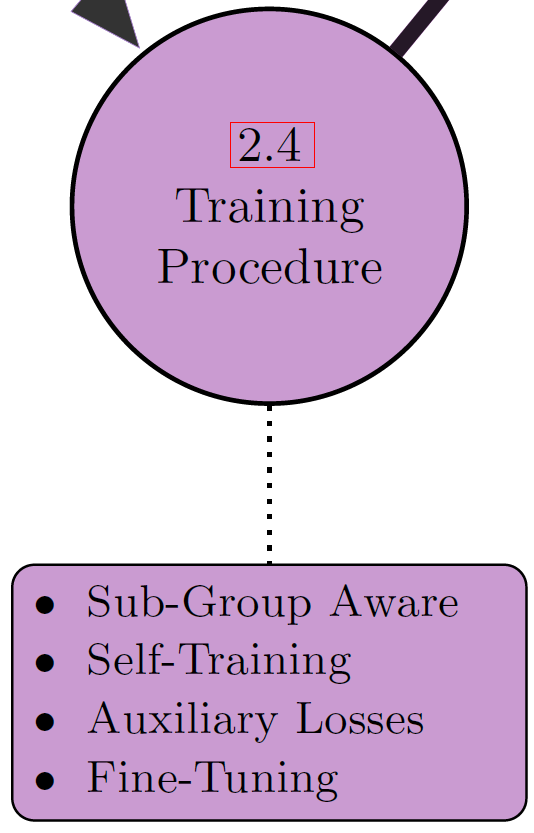 2.4
Training
Procedure
• Sub-Group Aware
• Self-Training
• Auxiliary Losses
• Fine-Tuning